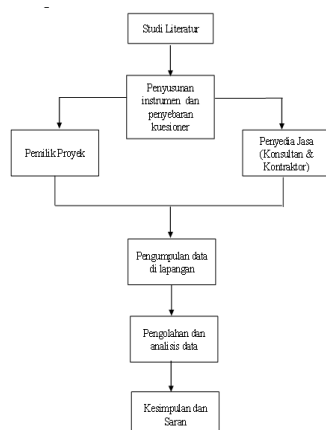 Studi Literatur
Penyusunan
instrumen dan
penyebaran
kuesioner
Pemilik Proyek
Penyedia Jasa
(Konsultan &
Kontraktor)
Pengumpulan data
di lapangan
Pengolahan dan
analisis data
Kesimpulan dan
Saran